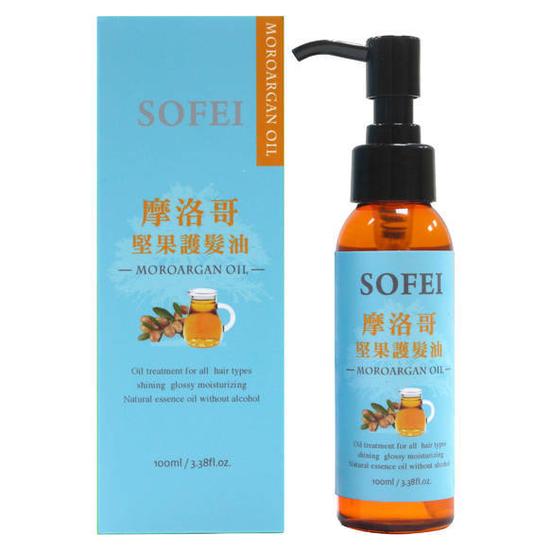 MOROARGAN OIL
SOFEI
摩洛哥
堅果護髮油
MOROARGAN OIL
Oil treatment for all hair types
shining glossy moisturizing
Natural essence oil without alcohol
100ml / 3.38fl.oz.
SOFEI
摩洛哥
堅果護髮油
MOROARGAN OIL
Oil treatment for all hair types
shining glossy moisturizing
Natural essence oil without alcohol
100ml / 3.38fl.oz.